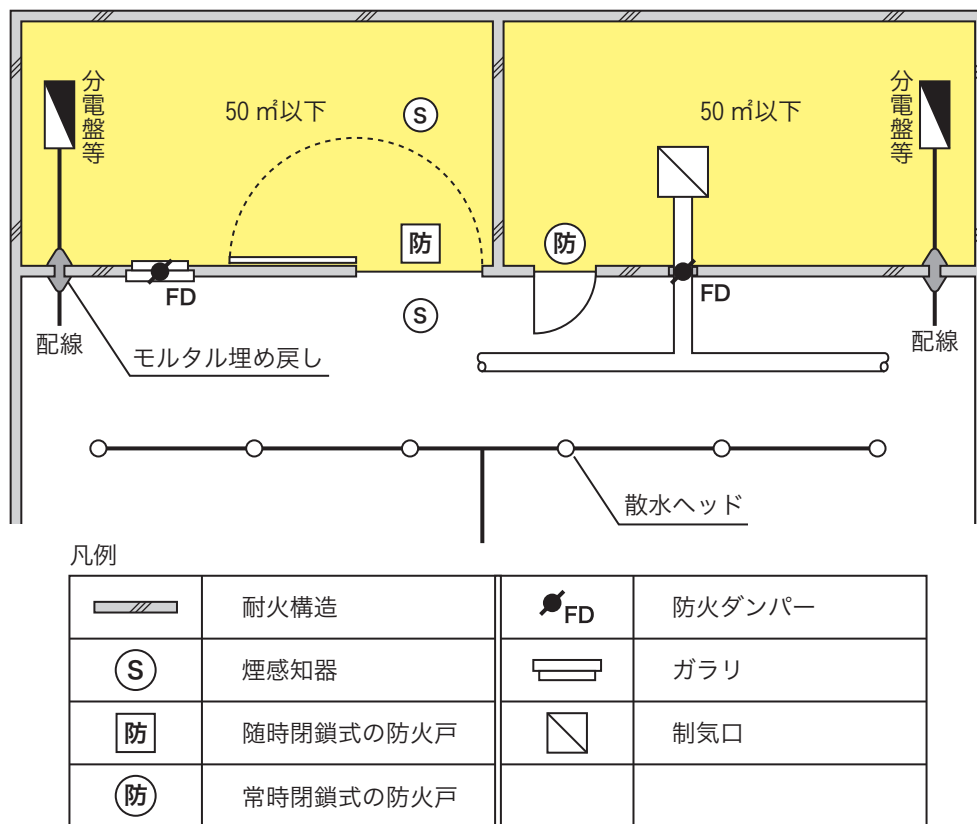 分電盤等
50 ㎡以下
S
50 ㎡以下
分電盤等
防
防
FD
FD
S
配線
モルタル埋め戻し
配線
散水ヘッド
凡例
耐火構造
FD
防火ダンパー
S
煙感知器
ガラリ
防
随時閉鎖式の防火戸
制気口
防
常時閉鎖式の防火戸